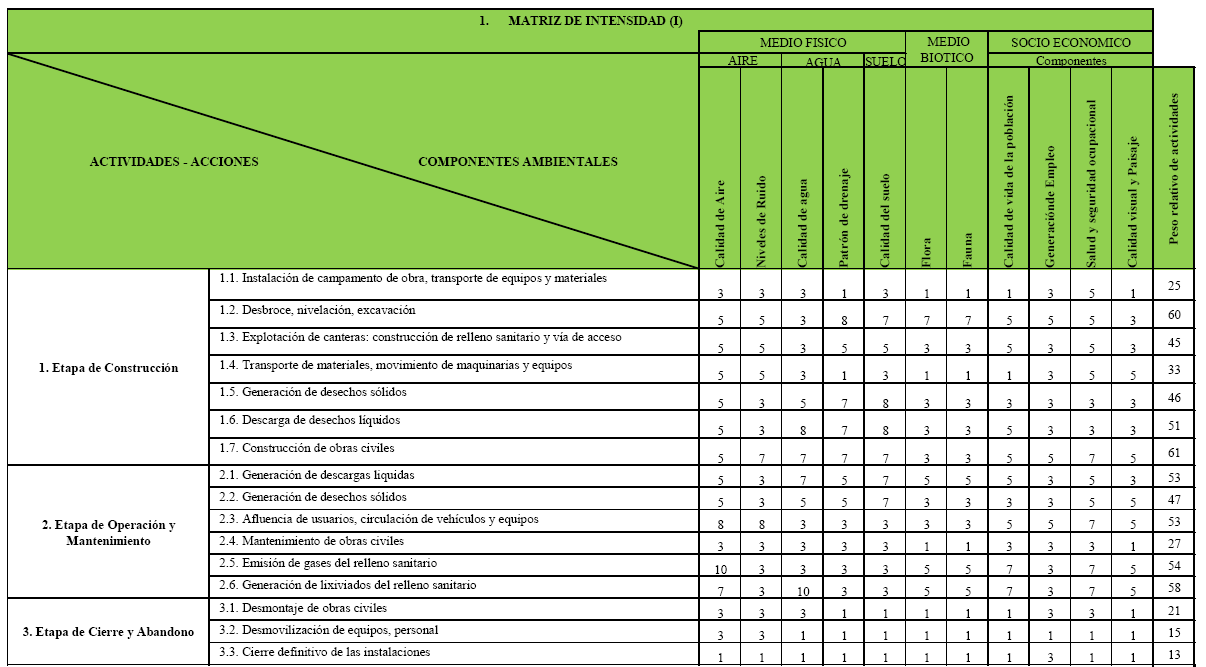 1. MATRIZ DE INTENSIDAD (I)
MEDIO FISICO MEDIO BIOTICO SOCIO ECONOMICO
AIRE AGUA SUELO Componentes
ACTIVIDADES - ACCIONES COMPONENTES AMBIENTALES
Calidad de Aire
Niveles de Ruido
Calidad de agua
Patrón de drenaje
Calidad del suelo
Flora
Fauna
Calidad de vida de la población
Generaciónde Empleo
Salud y seguridad ocupacional
Calidad visual y Paisaje
Peso relativo de actividades
1. Etapa de Construcción
1.1. Instalación de campamento de obra, transporte de equipos y materiales 3 3 3 1 3 1 1 1 3 5 1 25
1.2. Desbroce, nivelación, excavación 5 5 3 8 7 7 7 5 5 5 3 60
1.3. Explotación de canteras: construcción de relleno sanitario y vía de acceso 5 5 3 5 5 3 3 5 3 5 3 45
1.4. Transporte de materiales, movimiento de maquinarias y equipos 5 5 3 1 3 1 1 1 3 5 5 33
1.5. Generación de desechos sólidos 5 3 5 7 8 3 3 3 3 3 3 46
1.6. Descarga de desechos líquidos 5 3 8 7 8 3 3 5 3 3 3 51
1.7. Construcción de obras civiles 5 7 7 7 7 3 3 5 5 7 5 61
2. Etapa de Operación y
Mantenimiento
2.1. Generación de descargas liquidas 5 3 7 5 7 5 5 5 3 5 3 53
2.2. Generación de desechos sólidos 5 3 5 5 7 3 3 3 3 5 5 47
2.3. Afluencia de usuarios, circulación de vehículos y equipos 8 8 3 3 3 3 3 5 5 7 5 53
2.4. Mantenimiento de obras civiles 3 3 3 3 3 1 1 3 3 3 1 27
2.5. Emisión de gases del relleno sanitario 10 3 3 3 3 5 5 7 3 7 5 54
2.6. Generación de lixiviados del relleno sanitario 7 3 10 3 3 5 5 7 3 7 5 58
3. Etapa de Cierre y Abandono
3.1. Desmontaje de obras civiles 3 3 3 1 1 1 1 1 3 3 1 21
3.2. Desmovilización de equipos, personal 3 3 1 1 1 1 1 1 1 1 1 15
3.3. Cierre definitivo de las instalaciones 1 1 1 1 1 1 1 1 3 1 1 13